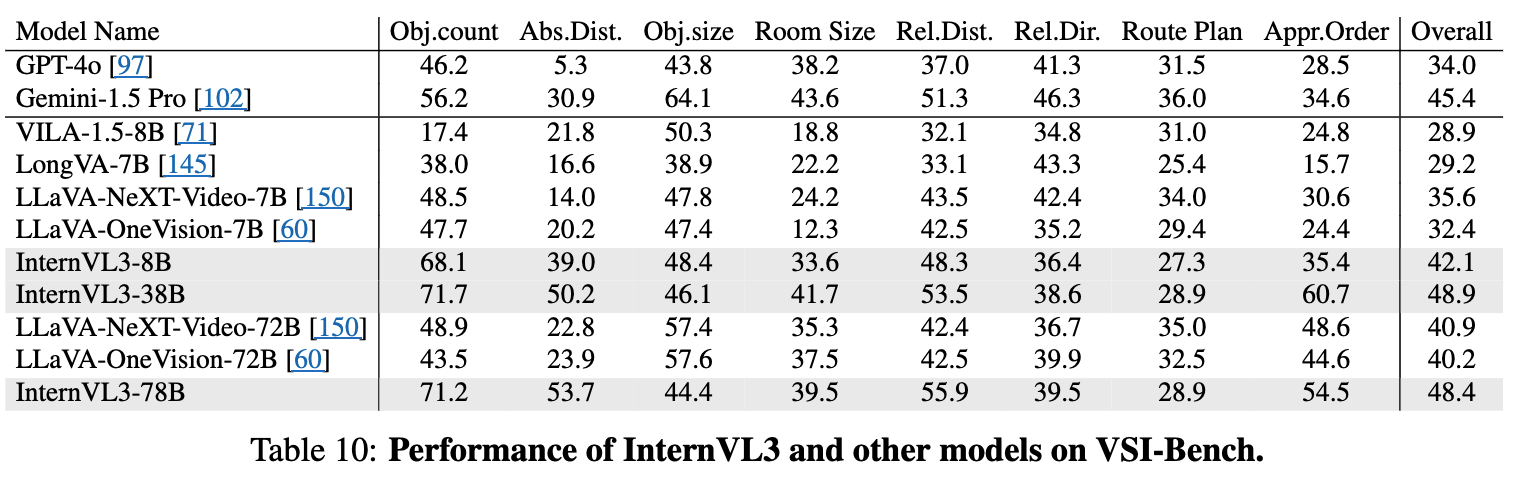 Model Name Obj.count Abs.Dist. Obj.size Room Size Rel.Dist. Rel.Dir. Route Plan Appr.Order Overall
GPT-4o [97] 46.2 5.3 43.8 38.2 37.0 41.3 31.5 28.5 34.0
Gemini-1.5 Pro [102] 56.2 30.9 64.1 43.6 51.3 46.3 36.0 34.6 45.4
VILA-1.5-8B [71] 17.4 21.8 50.3 18.8 32.1 34.8 31.0 24.8 28.9
LongVA-7B [145] 38.0 16.6 38.9 22.2 33.1 43.3 25.4 15.7 29.2
LLaVA-NeXT-Video-7B [150] 48.5 14.0 47.8 24.2 43.5 42.4 34.0 30.6 35.6
LLaVA-OneVision-7B [60] 47.7 20.2 47.4 12.3 42.5 35.2 29.4 24.4 32.4
InternVL3-8B 68.1 39.0 48.4 33.6 48.3 36.4 27.3 35.4 42.1
InternVL3-38B 71.7 50.2 46.1 41.7 53.5 38.6 28.9 60.7 48.9
LLaVA-NeXT-Video-72B [150] 48.9 22.8 57.4 35.3 42.4 36.7 35.0 48.6 40.9
LLaVA-OneVision-72B [60] 43.5 23.9 57.6 37.5 42.5 39.9 32.5 44.6 40.2
InternVL3-78B 71.2 53.7 44.4 39.5 55.9 39.5 28.9 54.5 48.4
Table 10: Performance of InternVL3 and other models on VSI-Bench.